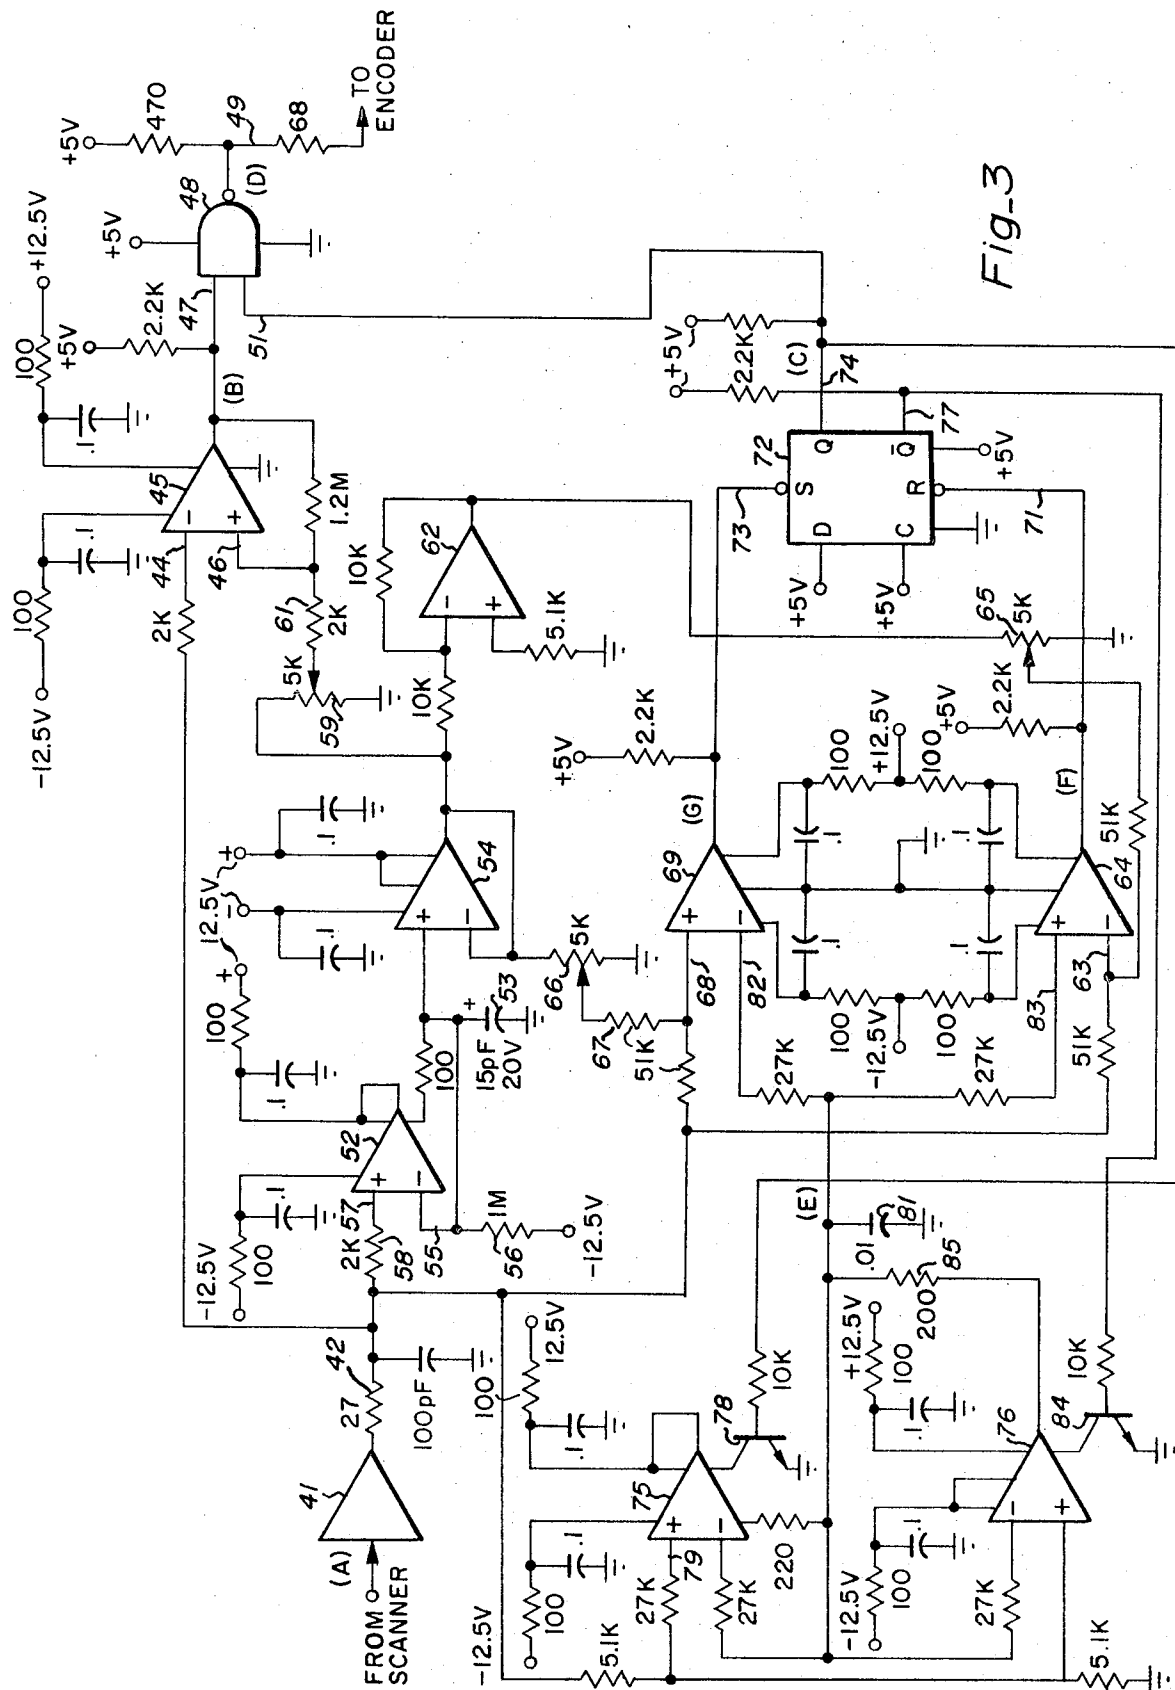 -12.5V
100
.1
100
+12.5V
.1
+5V
+5V
470
2.2K
48
49
TO
ENCODER
68
(D)
47
51
(B)
45
44
2K
-
+
46
1.2M
61
2K
5K
59
-12.5V
100
.1
12.5V
+
-
+
100
.1
.1
.1
(A)
FROM
SCANNER
41
27
42
100pF
2K
58
57
52
+
-
55
1M
56
-12.5V
100
15pF
20V
+
53
54
+
-
10K
10K
62
-
+
5.1K
66
5K
67
51K
51K
68
82
69
+
-
(G)
+5V
2.2K
73
72
S
D
C
R
Q
Q̄
+5V
+5V
+5V
71
77
74
(C)
+5V
2.2K
Fig_3
100
12.5V
-12.5V
100
.1
.1
75
+
-
79
27K
27K
220
78
10K
5.1K
5.1K
(E)
.01
81
200
85
27K
27K
83
63
51K
51K
.1
.1
.1
.1
100
100
-12.5V
100
100
+12.5V
64
+
-
(F)
+5V
2.2K
65
5K
-12.5V
100
.1
+12.5V
100
.1
76
-
+
27K
84
10K